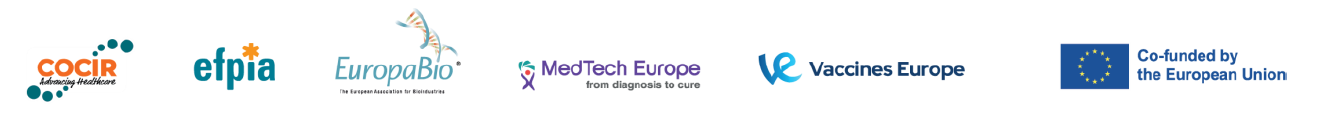 COCIR
Advancing Healthcare
efpia
EuropaBio®
The European Association for Bioindustries
MedTech Europe
from diagnosis to cure
Vaccines Europe
Co-funded by
the European Union